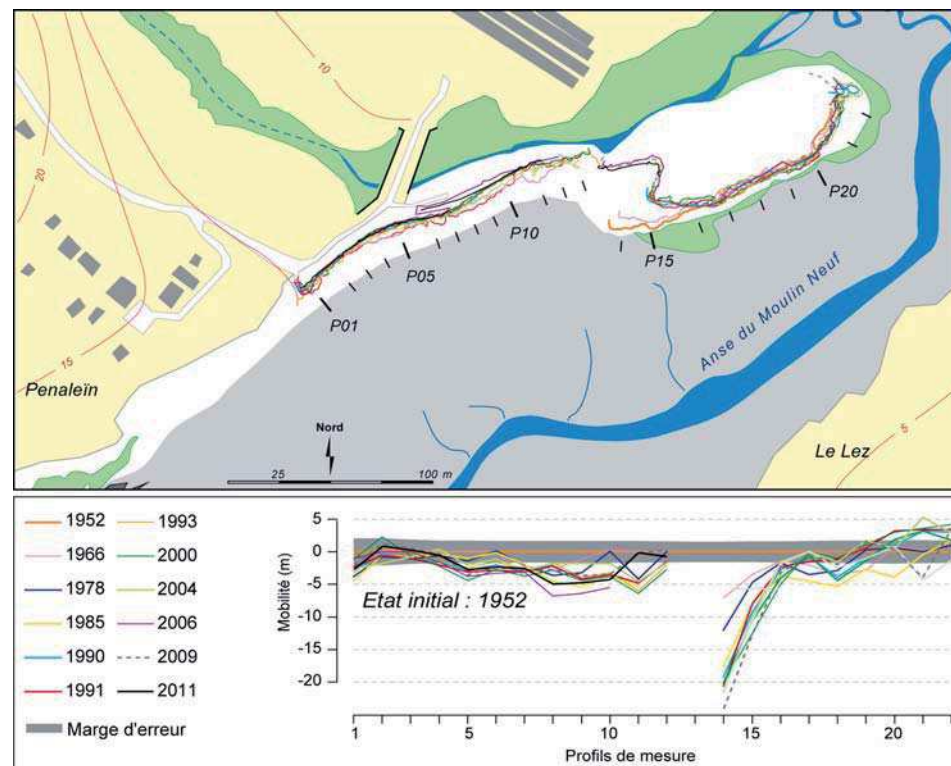 10
20
P20
P10
P15
P05
P01
Anse du Moulin Neuf
15
Penaleïn
5
Le Lez
Nord
25 100 m
1952 1993
1966 2000
1978 2004
1985 2006
1990 2009
1991 2011
Marge d'erreur
Mobilité (m)
5
0
-5
-10
-15
-20
Etat initial : 1952
1 5 10 15 20
Profils de mesure